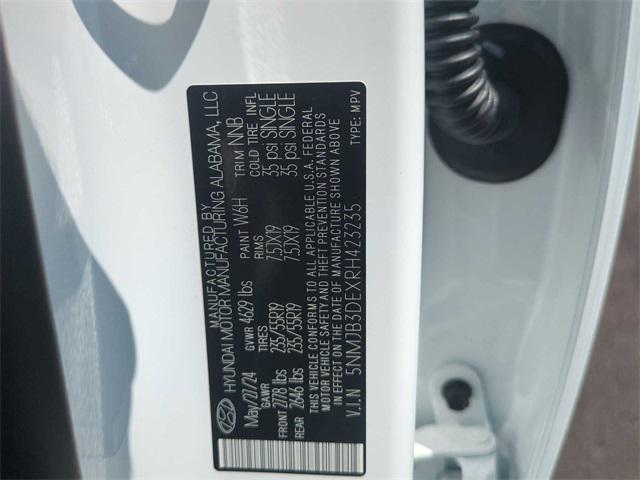 MANUFACTURED BY
HYUNDAI MOTOR MANUFACTURING ALABAMA, LLC
May/07/24 GVWR 4629 lbs PAINT W6H TRIM NNB
GAWR TIRES RIMS COLD TIRE INFL
FRONT 2778 lbs 235/55R19 7.5JX19 35 psi SINGLE
REAR 2646 lbs 235/55R19 7.5JX19 35 psi SINGLE
THIS VEHICLE CONFORMS TO ALL APPLICABLE U.S.A. FEDERAL
MOTOR VEHICLE SAFETY AND THEFT PREVENTION STANDARDS
IN EFFECT ON THE DATE OF MANUFACTURE SHOWN ABOVE
V.I.N 5NMJB3DEXRH423235 TYPE: MPV